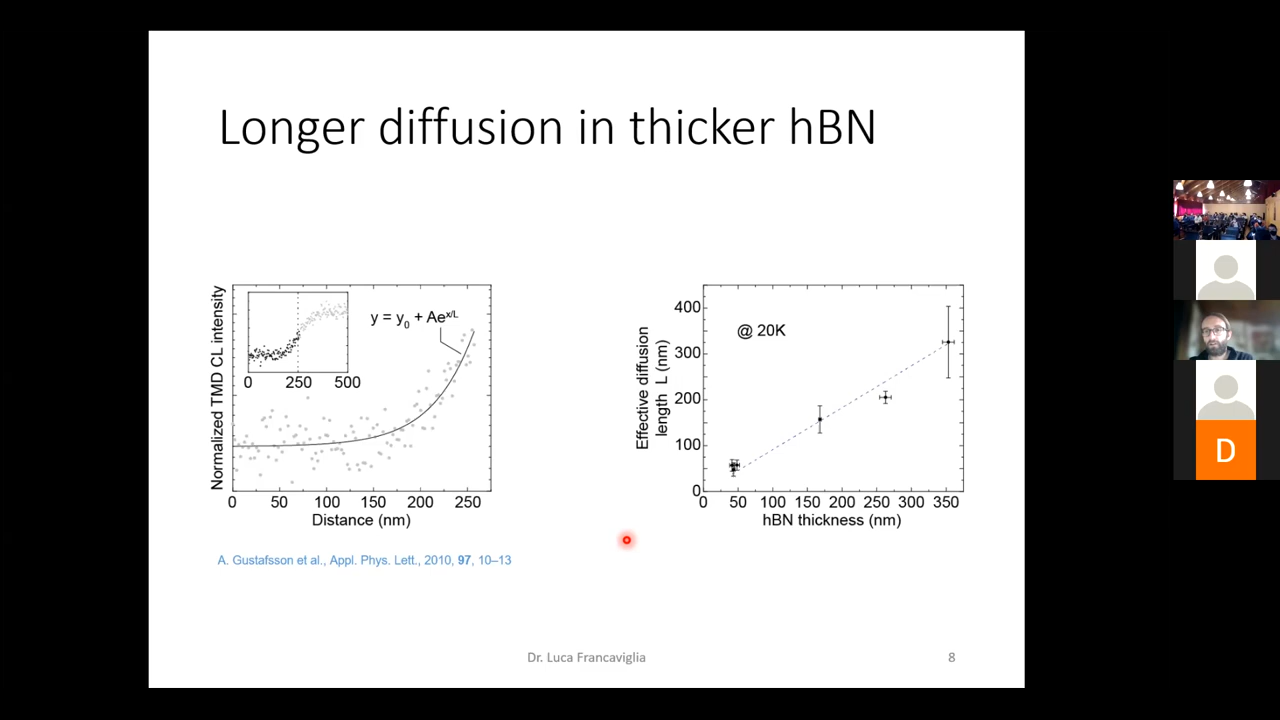 Longer diffusion in thicker hBN
Normalized TMD CL intensity
y = y0 + Ae^x/L
0 250 500
0 50 100 150 200 250
Distance (nm)
A. Gustafsson et al., Appl. Phys. Lett., 2010, 97, 10–13
Effective diffusion
length L (nm)
@ 20K
400
300
200
100
0
0 50 100 150 200 250 300 350
hBN thickness (nm)
Dr. Luca Francaviglia
8
D